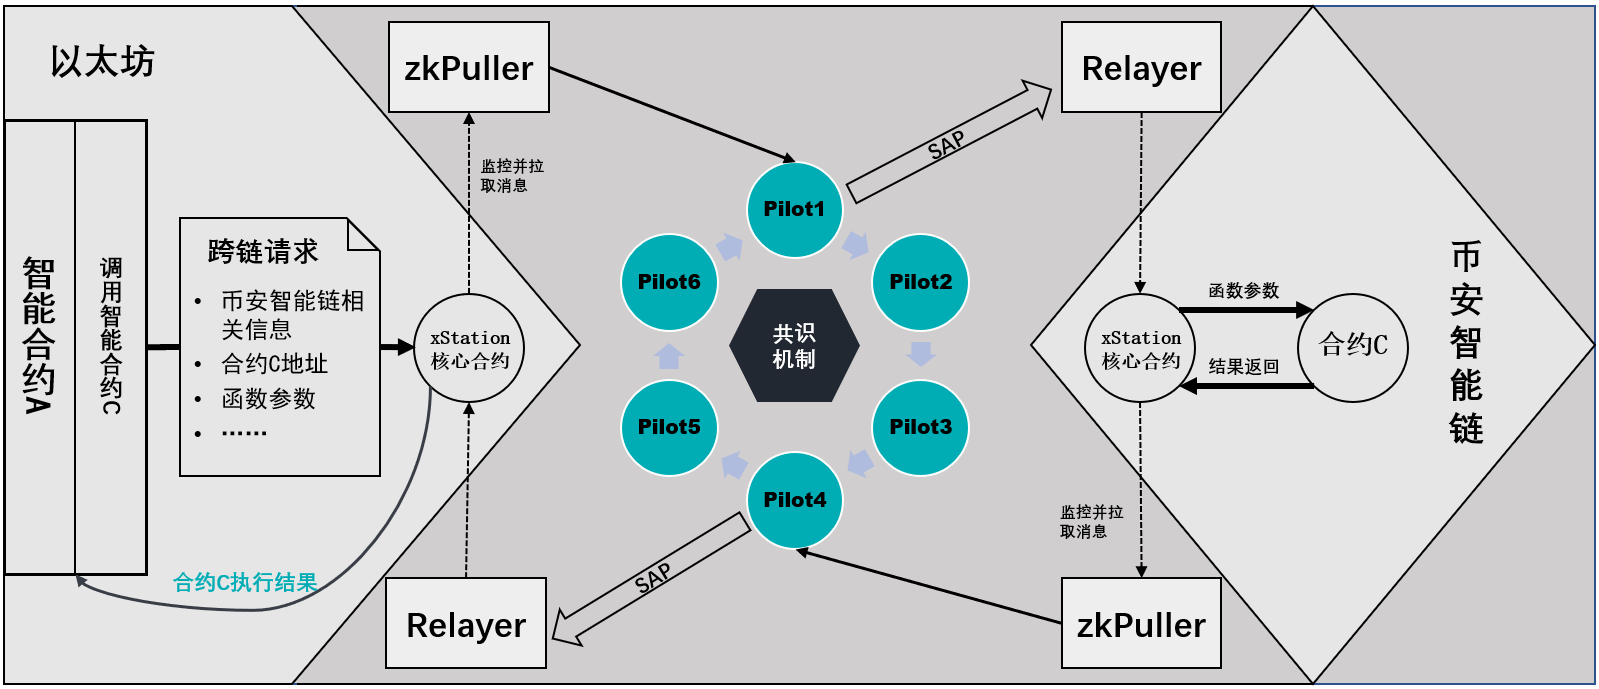 以太坊
智能合约A
调用智能合约C
跨链请求
• 币安智能链相
关信息
• 合约C地址
• 函数参数
• ……
zkPuller
监控并拉
取消息
xStation
核心合约
合约C执行结果
Relayer
SAP
Pilot1
Pilot2
Pilot3
Pilot4
Pilot5
Pilot6
共识
机制
SAP
Relayer
xStation
核心合约
函数参数
结果返回
合约C
监控并拉
取消息
zkPuller
币安智能链